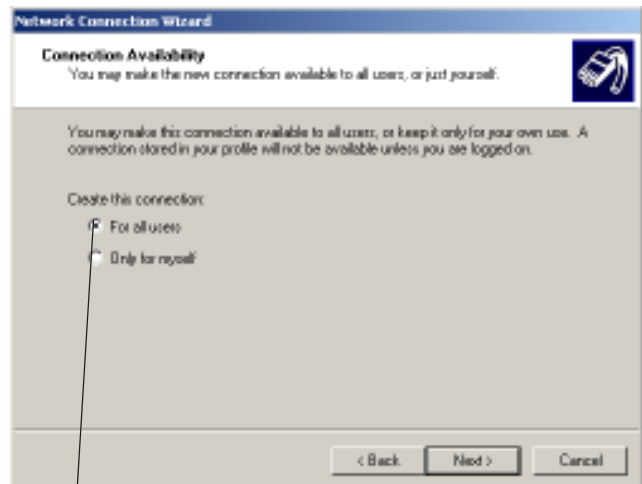 Network Connection Wizard
Connection Availability
You may make the new connection available to all users, or just yourself.
You may make this connection available to all users, or keep it only for your own use. A
connection stored in your profile will not be available unless you are logged on.
Create this connection:
For all users
Only for myself
< Back
Next >
Cancel